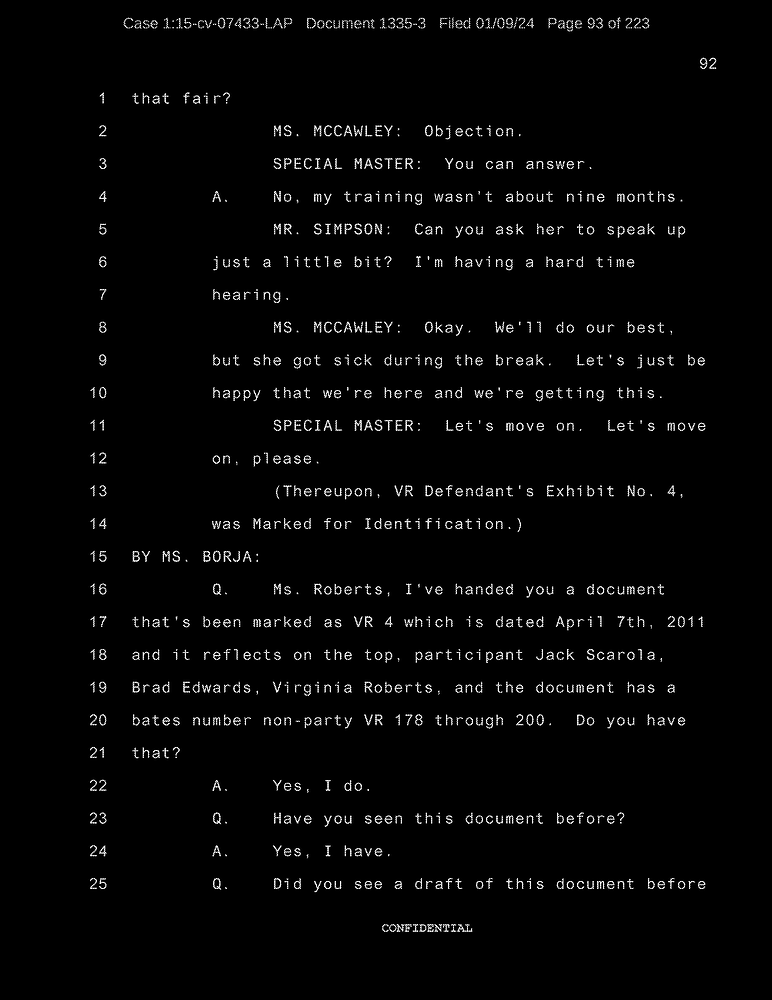 Case 1:15-cv-07433-LAP Document 1335-3 Filed 01/09/24 Page 93 of 223
92
1 that fair?
2 MS. MCCAWLEY: Objection.
3 SPECIAL MASTER: You can answer.
4 A. No, my training wasn't about nine months.
5 MR. SIMPSON: Can you ask her to speak up
6 just a little bit? I'm having a hard time
7 hearing.
8 MS. MCCAWLEY: Okay. We'll do our best,
9 but she got sick during the break. Let's just be
10 happy that we're here and we're getting this.
11 SPECIAL MASTER: Let's move on. Let's move
12 on, please.
13 (Thereupon, VR Defendant's Exhibit No. 4,
14 was Marked for Identification.)
15 BY MS. BORJA:
16 Q. Ms. Roberts, I've handed you a document
17 that's been marked as VR 4 which is dated April 7th, 2011
18 and it reflects on the top, participant Jack Scarola,
19 Brad Edwards, Virginia Roberts, and the document has a
20 bates number non-party VR 178 through 200. Do you have
21 that?
22 A. Yes, I do.
23 Q. Have you seen this document before?
24 A. Yes, I have.
25 Q. Did you see a draft of this document before
CONFIDENTIAL